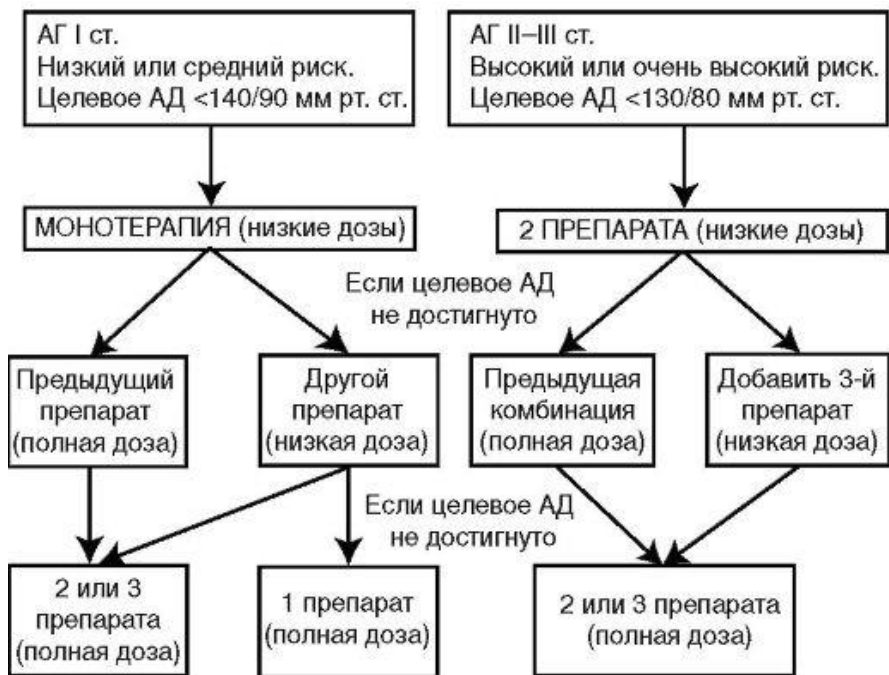 АГ I ст.
Низкий или средний риск.
Целевое АД <140/90 мм рт. ст.
АГ II–III ст.
Высокий или очень высокий риск.
Целевое АД <130/80 мм рт. ст.
МОНОТЕРАПИЯ (низкие дозы)
2 ПРЕПАРАТА (низкие дозы)
Если целевое АД
не достигнуто
Предыдущий
препарат
(полная доза)
Другой
препарат
(низкая доза)
Предыдущая
комбинация
(полная доза)
Добавить 3-й
препарат
(низкая доза)
Если целевое АД
не достигнуто
2 или 3
препарата
(полная доза)
1 препарат
(полная доза)
2 или 3 препарата
(полная доза)